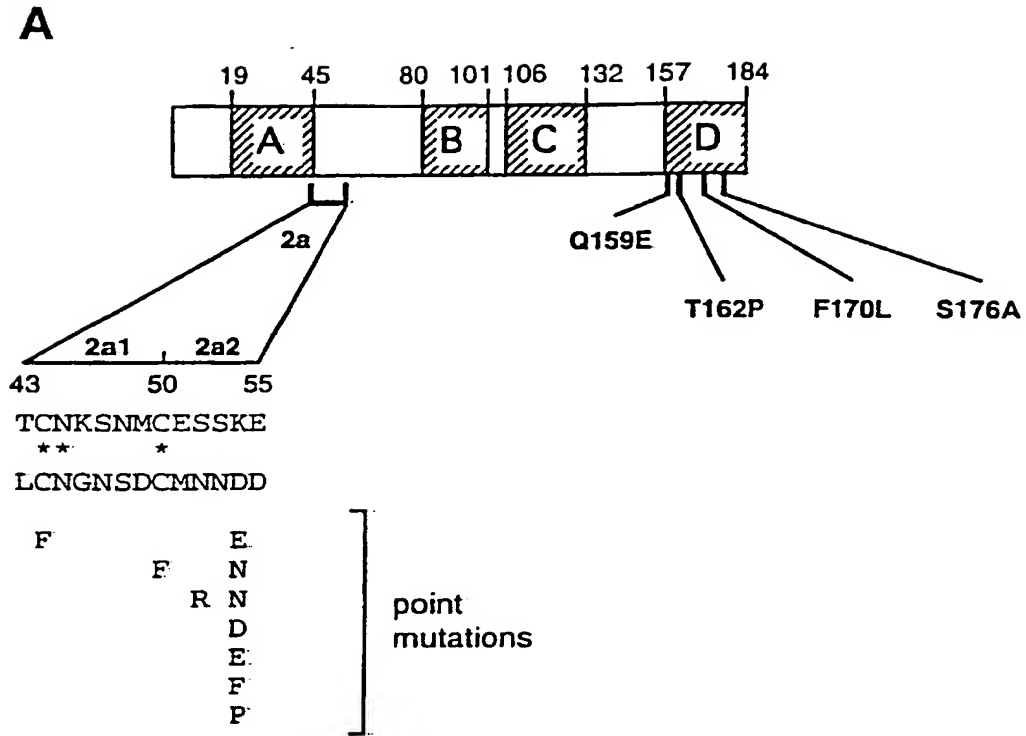 A
19 45 80 101 106 132 157 184
A B C D
2a
Q159E
T162P F170L S176A
2a1 2a2
43 50 55
TCNKSNMCESSKE
** *
LCNGNSDCMNNDD
F E
F N
R N
D
E
F
P
point
mutations